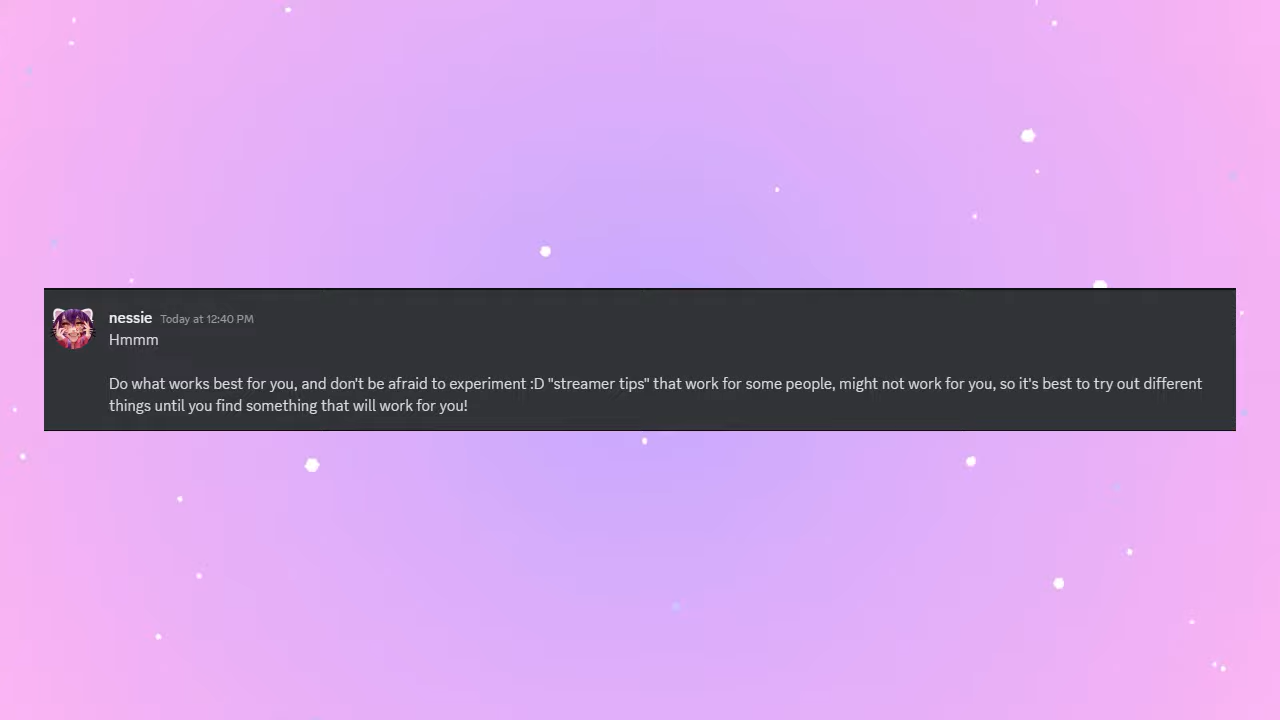 nessie Today at 12:40 PM
Hmmm
Do what works best for you, and don't be afraid to experiment :D "streamer tips" that work for some people, might not work for you, so it's best to try out different
things until you find something that will work for you!